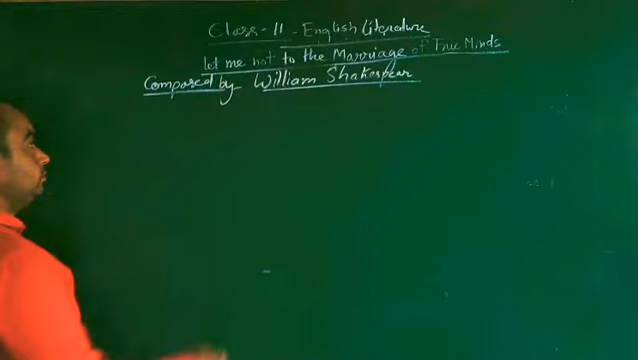 Class-11 - English literature
let me not to the Marriage of True Minds
Composed by William Shakespear